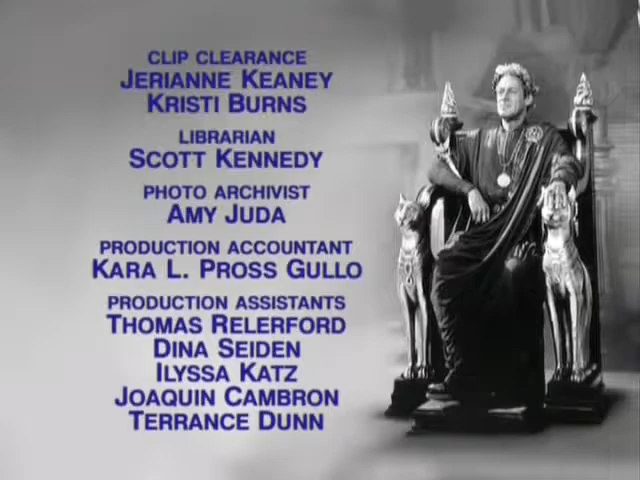 CLIP CLEARANCE
JERIANNE KEANEY
KRISTI BURNS
LIBRARIAN
SCOTT KENNEDY
PHOTO ARCHIVIST
AMY JUDA
PRODUCTION ACCOUNTANT
KARA L. PROSS GULLO
PRODUCTION ASSISTANTS
THOMAS RELERFORD
DINA SEIDEN
ILYSSA KATZ
JOAQUIN CAMBRON
TERRANCE DUNN